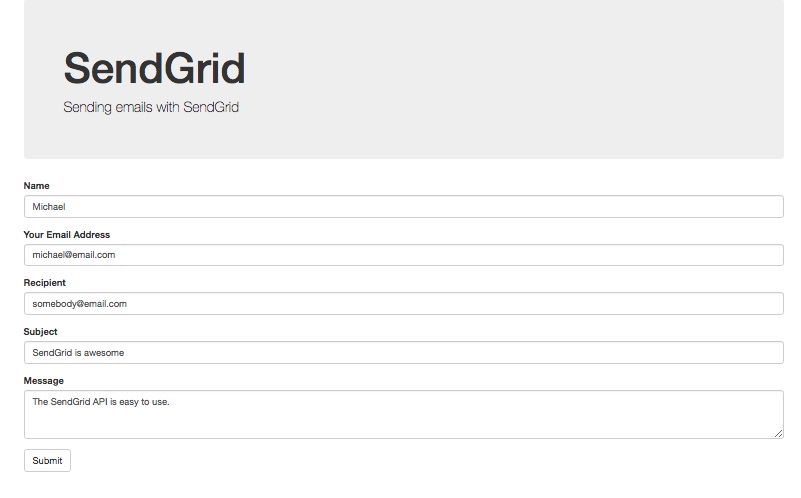 SendGrid
Sending emails with SendGrid
Name
Michael
Your Email Address
michael@email.com
Recipient
somebody@email.com
Subject
SendGrid is awesome
Message
The SendGrid API is easy to use.
Submit